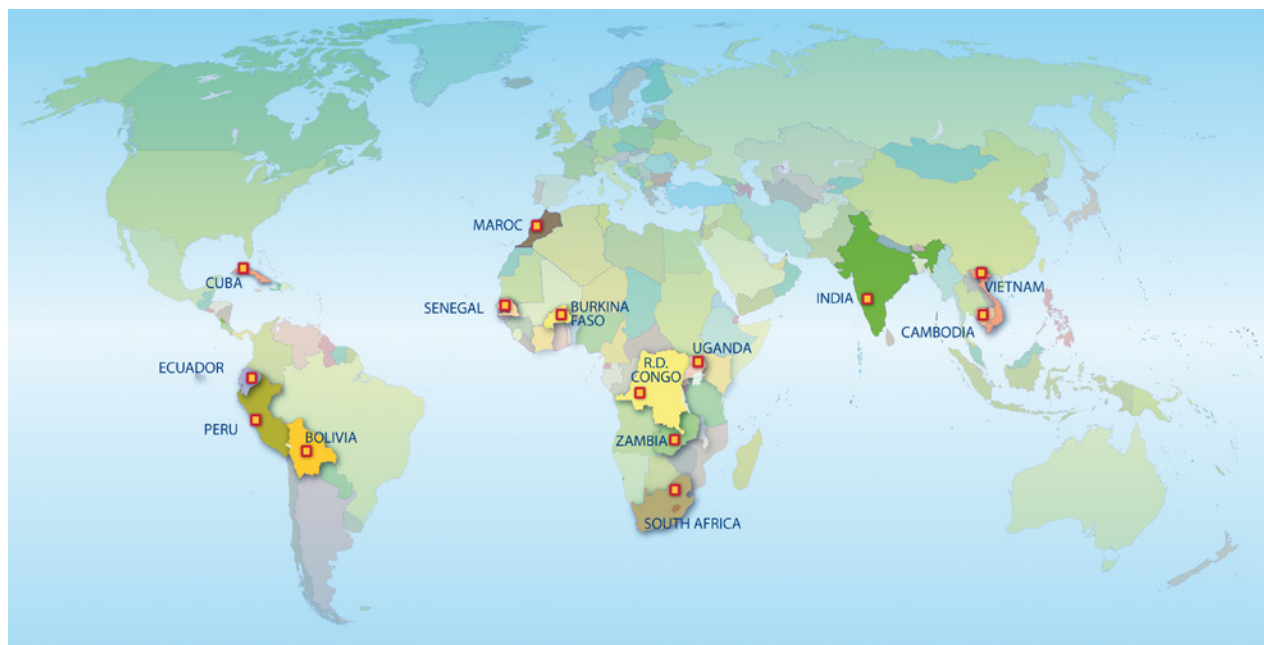 MAROC
CUBA
SENEGAL
BURKINA
FASO
INDIA
VIETNAM
CAMBODIA
ECUADOR
UGANDA
R.D.
CONGO
PERU
BOLIVIA
ZAMBIA
SOUTH AFRICA